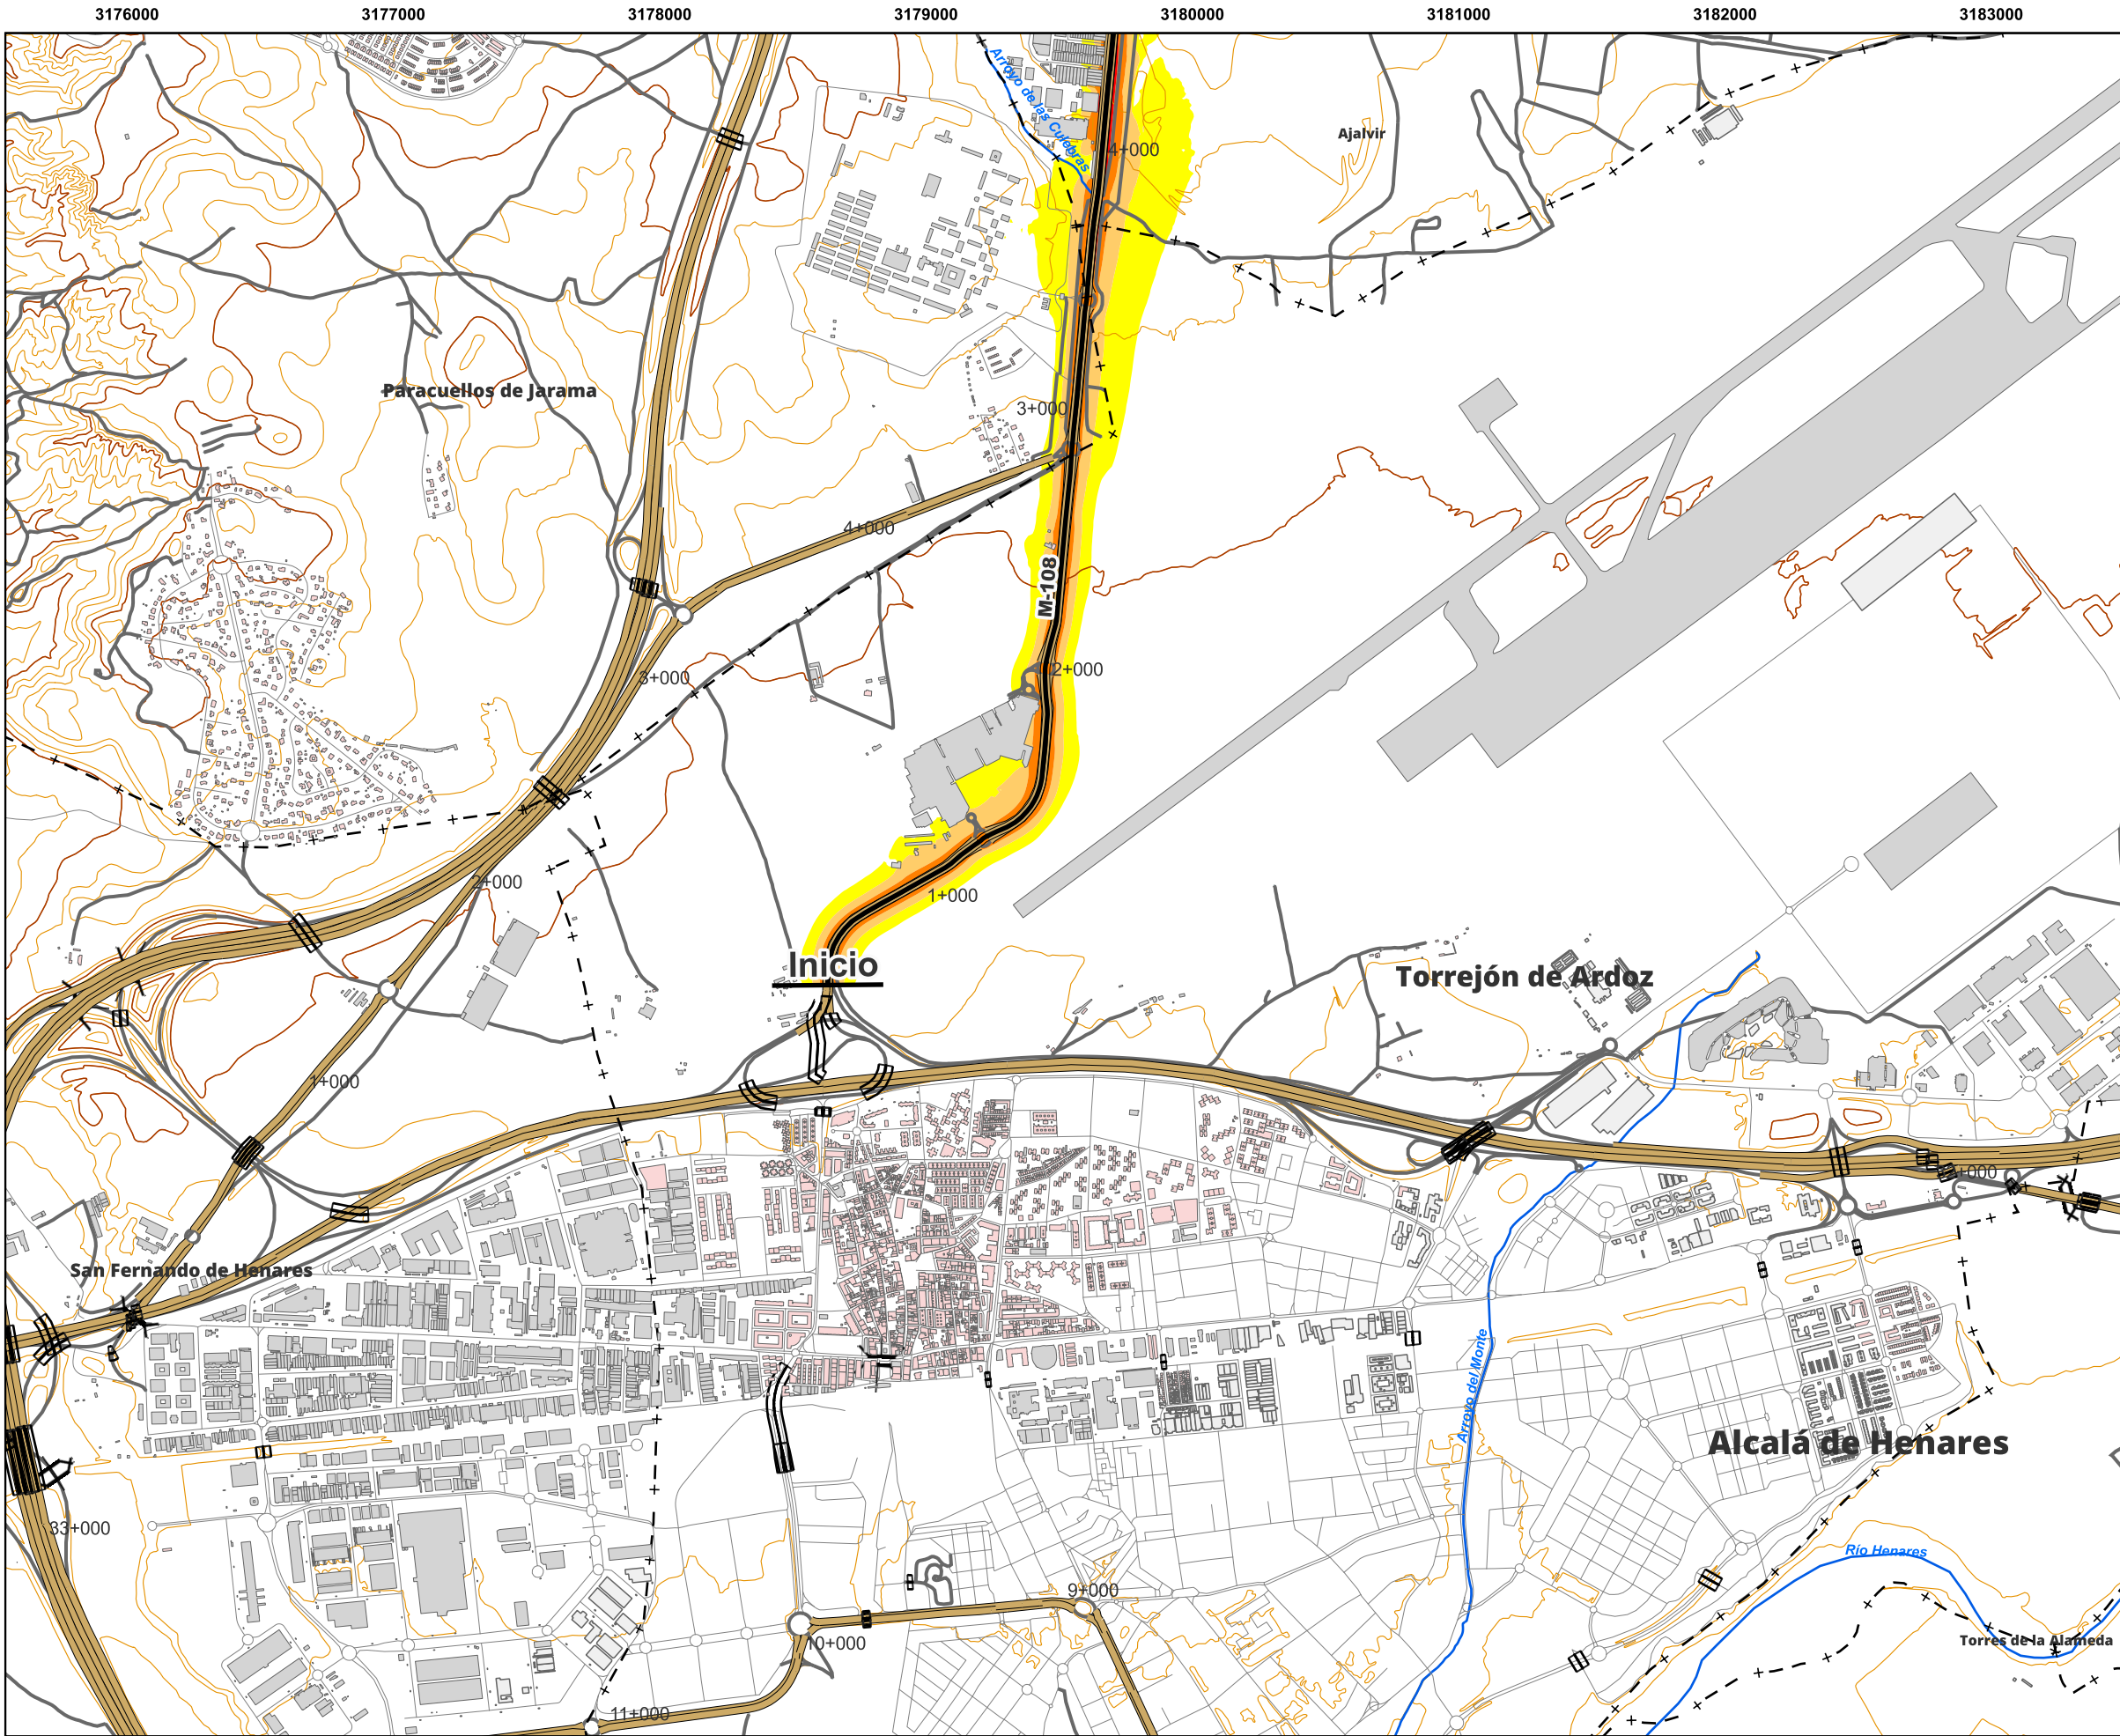 3176000 3177000 3178000 3179000 3180000 3181000 3182000 3183000
Arroyo de las Culebras
Ajalvir
4+000
Paracuellos de Jarama
3+000
4+000
M-108
2+000
3+000
2+000
1+000
Inicio
Torrejón de Ardoz
1+000
San Fernando de Henares
Arroyo del Monte
Alcalá de Henares
33+000
Río Henares
9+000
10+000
Torres de la Alameda
11+000